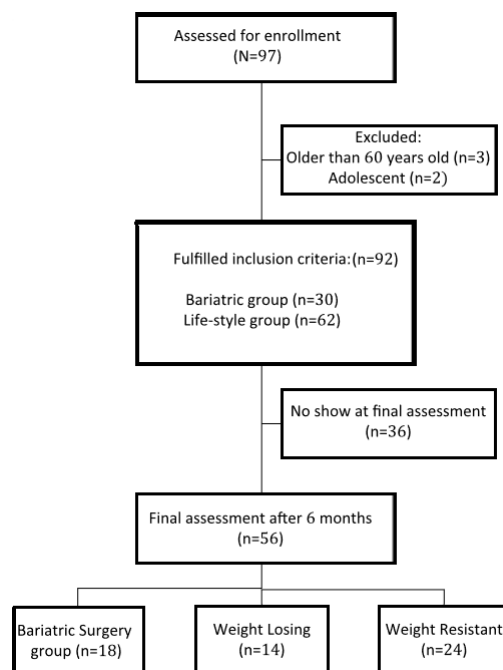 Assessed for enrollment
(N=97)
Excluded:
Older than 60 years old (n=3)
Adolescent (n=2)
Fulfilled inclusion criteria:(n=92)
Bariatric group (n=30)
Life-style group (n=62)
No show at final assessment
(n=36)
Final assessment after 6 months
(n=56)
Bariatric Surgery
group (n=18)
Weight Losing
(n=14)
Weight Resistant
(n=24)